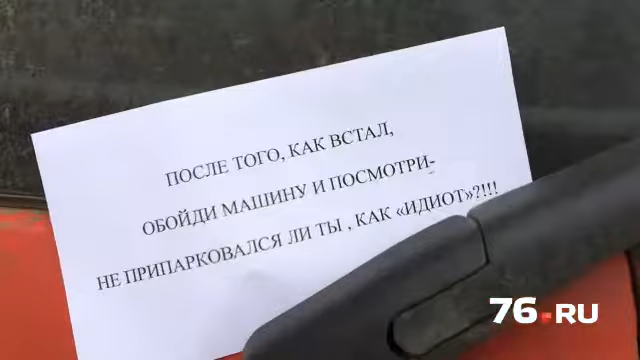 ПОСЛЕ ТОГО, КАК ВСТАЛ,
ОБОЙДИ МАШИНУ И ПОСМОТРИ-
НЕ ПРИПАРКОВАЛСЯ ЛИ ТЫ , КАК «ИДИОТ»?!!!
76.RU